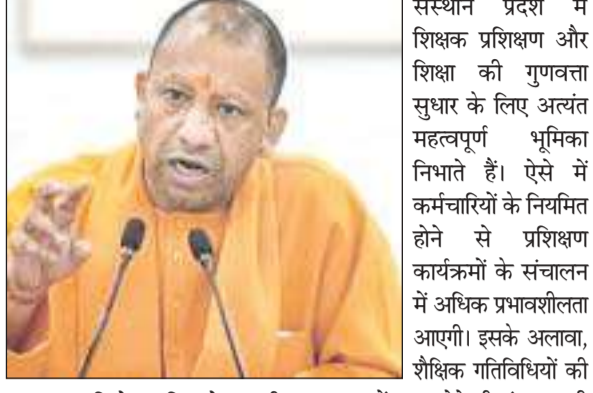 संस्थान प्रदेश में
शिक्षक प्रशिक्षण और
शिक्षा की गुणवत्ता
सुधार के लिए अत्यंत
महत्वपूर्ण भूमिका
निभाते हैं। ऐसे में
कर्मचारियों के नियमित
होने से प्रशिक्षण
कार्यक्रमों के संचालन
में अधिक प्रभावशीलता
आएगी। इसके अलावा,
शैक्षिक गतिविधियों की